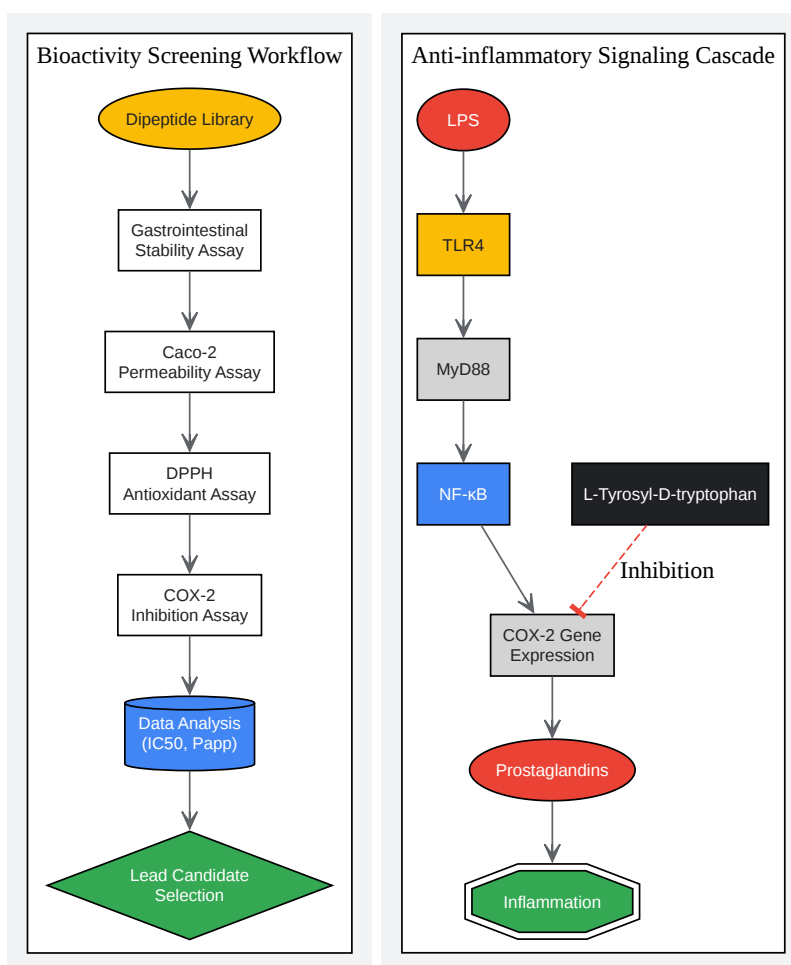 Bioactivity Screening Workflow
Dipeptide Library
Gastrointestinal
Stability Assay
Caco-2
Permeability Assay
DPPH
Antioxidant Assay
COX-2
Inhibition Assay
Data Analysis
(IC50, Papp)
Lead Candidate
Selection
Anti-inflammatory Signaling Cascade
LPS
TLR4
MyD88
NF-κB
L-Tyrosyl-D-tryptophan
Inhibition
COX-2 Gene
Expression
Prostaglandins
Inflammation